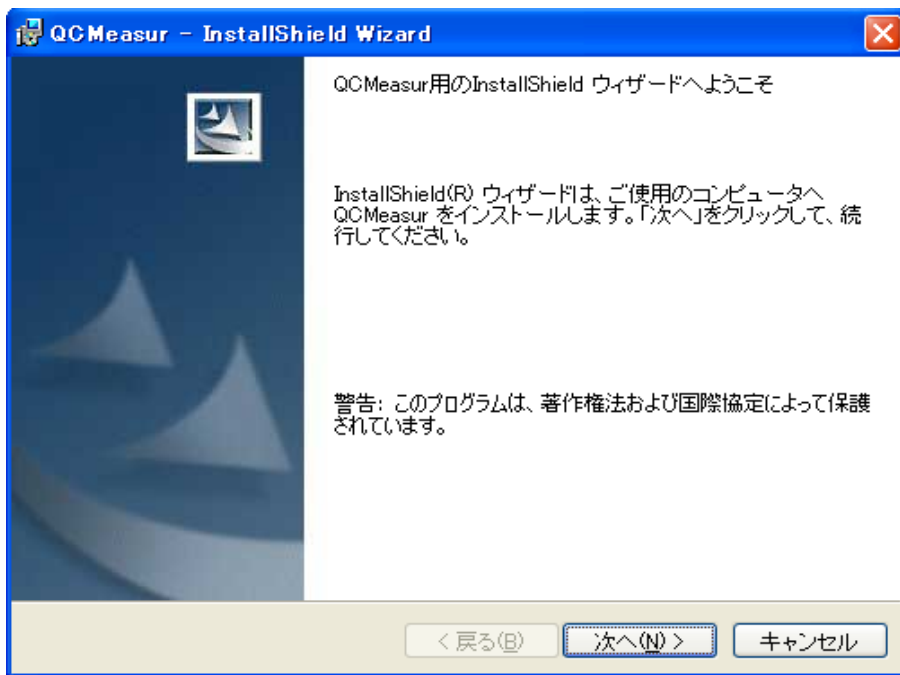 QCMeasur - InstallShield Wizard
QCMeasur用のInstallShield ウィザードへようこそ
InstallShield(R) ウィザードは、ご使用のコンピュータへ
QCMeasur をインストールします。「次へ」をクリックして、続
行してください。
警告: このプログラムは、著作権法および国際協定によって保護
されています。
< 戻る(B)
次へ(N) >
キャンセル